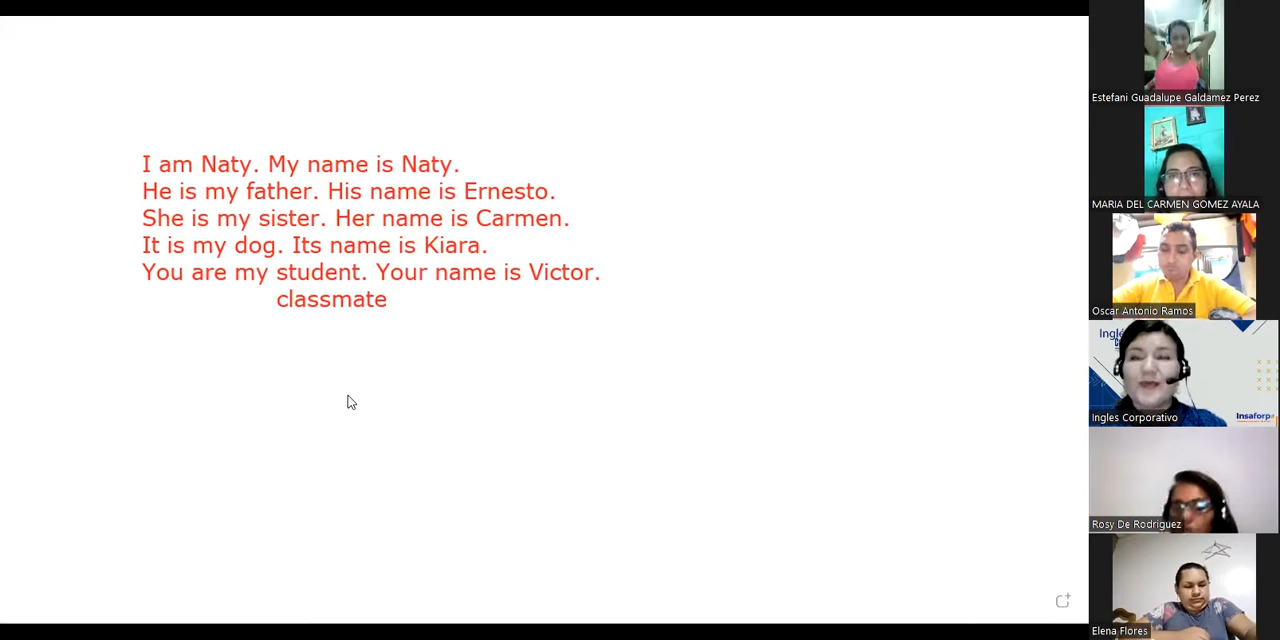 I am Naty. My name is Naty.
He is my father. His name is Ernesto.
She is my sister. Her name is Carmen.
It is my dog. Its name is Kiara.
You are my student. Your name is Victor.
classmate
Estefani Guadalupe Galdamez Perez
MARIA DEL CARMEN GOMEZ AYALA
Oscar Antonio Ramos
Ingles Corporativo
Insaforp
Rosy De Rodriguez
Elena Flores